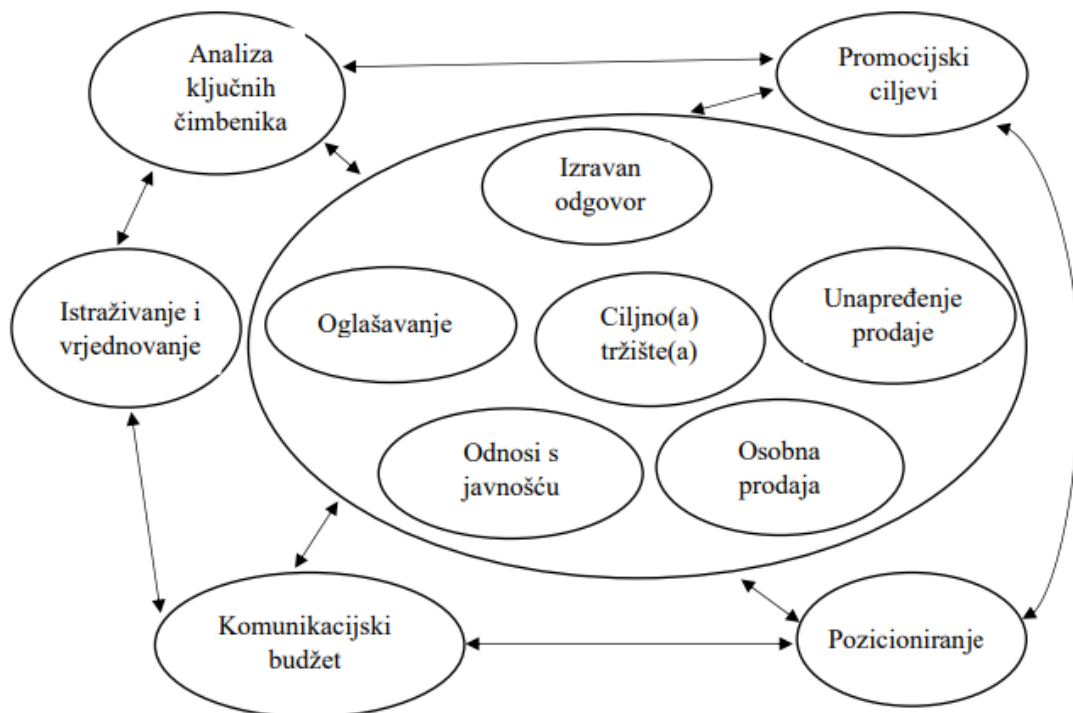 Analiza
ključnih
čimbenika
Promocijski
ciljevi
Izravan
odgovor
Istraživanje i
vrjednovanje
Oglašavanje
Ciljno(a)
tržište(a)
Unapređenje
prodaje
Odnosi s
javnošću
Osobna
prodaja
Komunikacijski
budžet
Pozicioniranje